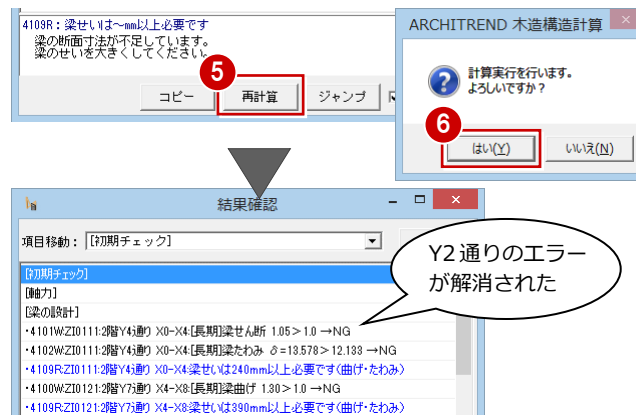 4109R：梁せいは～mm以上必要です
梁の断面寸法が不足しています。
梁のせいを大きくしてください。
5
コピー
再計算
ジャンプ
ARCHITREND 木造構造計算
計算実行を行います。
よろしいですか？
6
はい(Y)
いいえ(N)
結果確認
項目移動：
[初期チェック]
Y2 通りのエラー
が解消された
[初期チェック]
[軸力]
[梁の設計]
・4101W:ZI0111:2階Y4通り X0-X4:[長期]梁せん断 1.05＞1.0 →NG
・4102W:ZI0111:2階Y4通り X0-X4:[長期]梁たわみ δ=13.578＞12.133 →NG
・4109R:ZI0111:2階Y4通り X0-X4:梁せいは240mm以上必要です(曲げ・たわみ)
・4100W:ZI0121:2階Y7通り X4-X8:[長期]梁曲げ 1.30＞1.0 →NG
・4109R:ZI0121:2階Y7通り X4-X8:梁せいは390mm以上必要です(曲げ・たわみ)